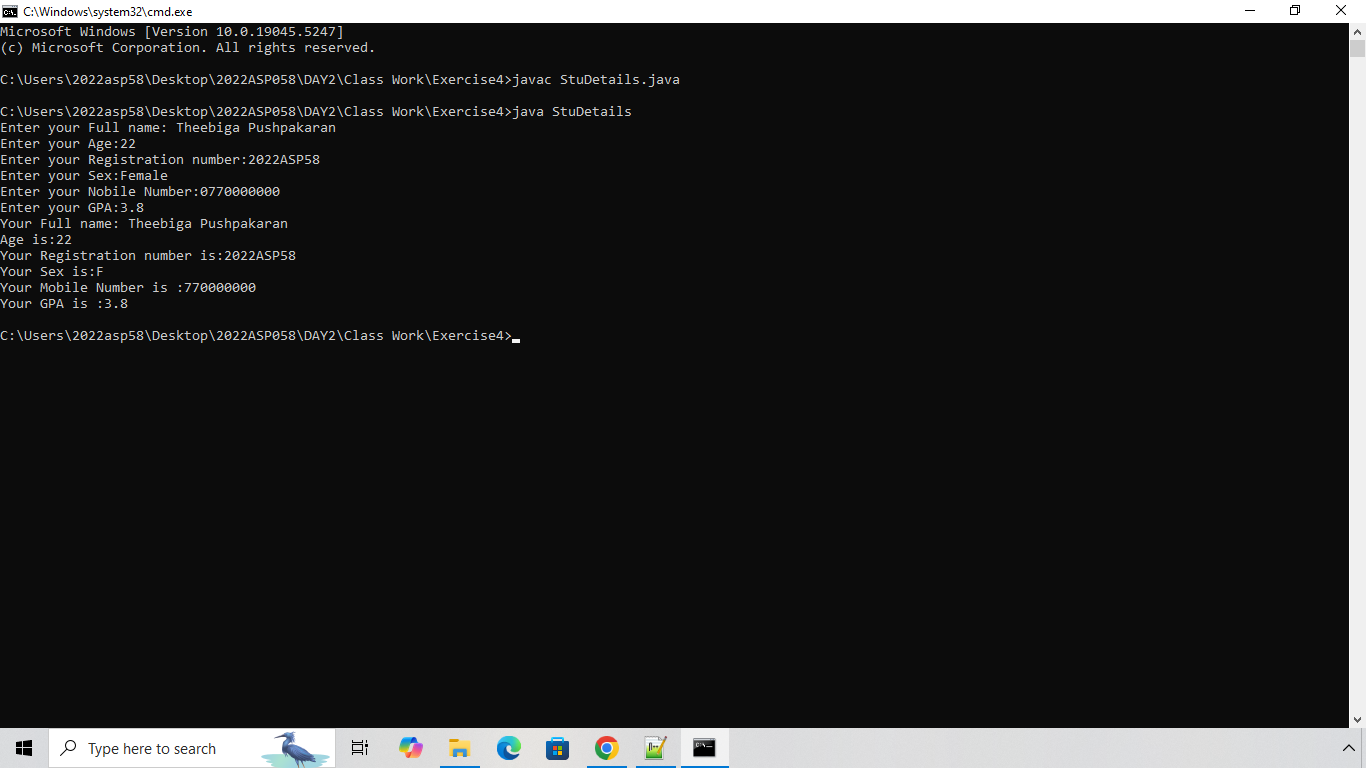 C:\Windows\system32\cmd.exe
Microsoft Windows [Version 10.0.19045.5247]
(c) Microsoft Corporation. All rights reserved.
C:\Users\2022asp58\Desktop\2022ASP058\DAY2\Class Work\Exercise4>javac StuDetails.java
C:\Users\2022asp58\Desktop\2022ASP058\DAY2\Class Work\Exercise4>java StuDetails
Enter your Full name: Theebiga Pushpakaran
Enter your Age:22
Enter your Registration number:2022ASP58
Enter your Sex:Female
Enter your Nobile Number:0770000000
Enter your GPA:3.8
Your Full name: Theebiga Pushpakaran
Age is:22
Your Registration number is:2022ASP58
Your Sex is:F
Your Mobile Number is :770000000
Your GPA is :3.8
C:\Users\2022asp58\Desktop\2022ASP058\DAY2\Class Work\Exercise4>
Type here to search